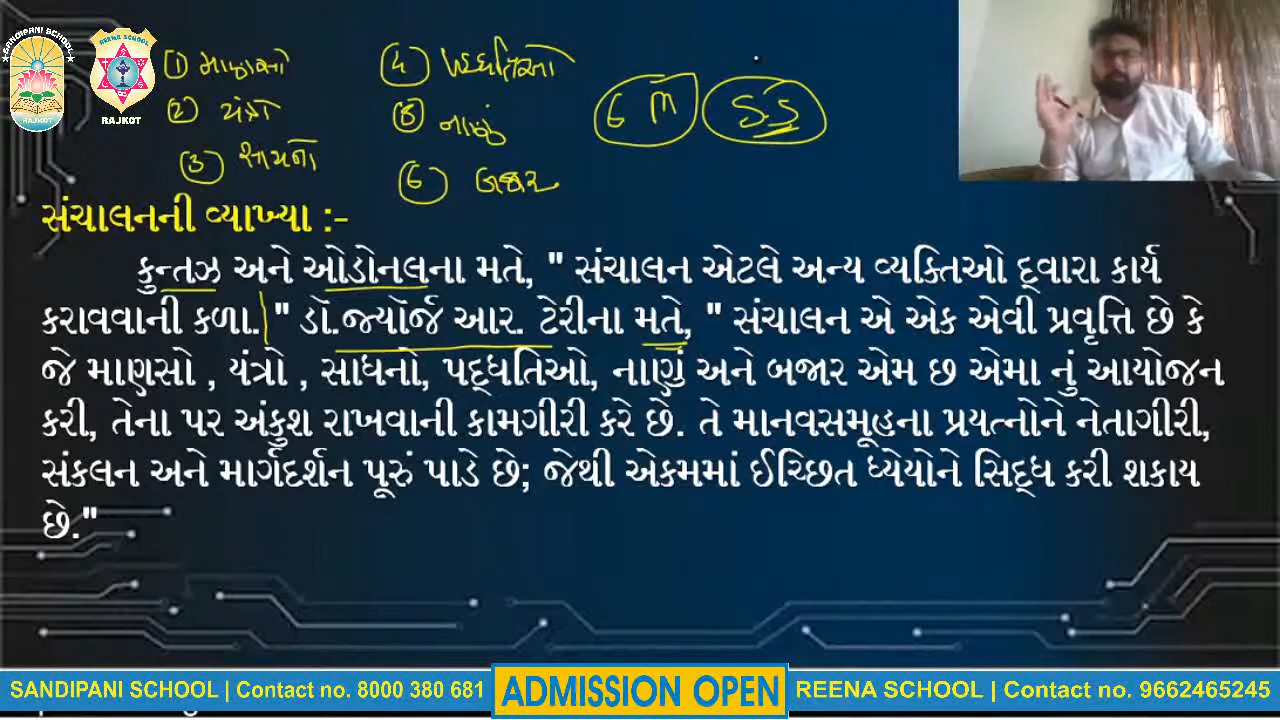 SANDIPANI SCHOOL
REENA SCHOOL
RAJKOT
① માણસો
② યંત્રો
③ સાધનો
④ પદ્ધતિઓ
⑤ નાણું
⑥ બજાર
6 M
સંચાલનની વ્યાખ્યા :-
કુન્તઝ અને ઓડોનલના મતે, " સંચાલન એટલે અન્ય વ્યક્તિઓ દ્વારા કાર્ય
કરાવવાની કળા. " ડૉ.જ્યૉર્જ આર. ટેરીના મતે, " સંચાલન એ એક એવી પ્રવૃત્તિ છે કે
જે માણસો , યંત્રો , સાધનો, પદ્ધતિઓ, નાણું અને બજાર એમ છ એમા નું આયોજન
કરી, તેના પર અંકુશ રાખવાની કામગીરી કરે છે. તે માનવસમૂહના પ્રયત્નોને નેતાગીરી,
સંકલન અને માર્ગદર્શન પૂરું પાડે છે; જેથી એકમમાં ઈચ્છિત ધ્યેયોને સિદ્ધ કરી શકાય
છે."
SANDIPANI SCHOOL | Contact no. 8000 380 681
ADMISSION OPEN
REENA SCHOOL | Contact no. 9662465245